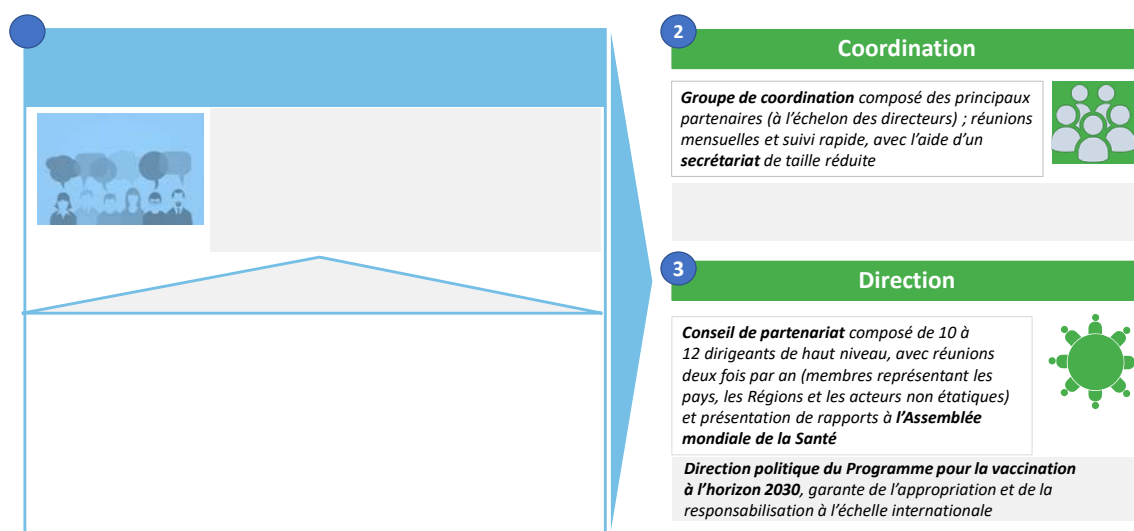 2
Coordination
Groupe de coordination composé des principaux
partenaires (à l’échelon des directeurs) ; réunions
mensuelles et suivi rapide, avec l’aide d’un
secrétariat de taille réduite
3
Direction
Conseil de partenariat composé de 10 à
12 dirigeants de haut niveau, avec réunions
deux fois par an (membres représentant les
pays, les Régions et les acteurs non étatiques)
et présentation de rapports à l’Assemblée
mondiale de la Santé
Direction politique du Programme pour la vaccination
à l’horizon 2030, garante de l’appropriation et de la
responsabilisation à l’échelle internationale